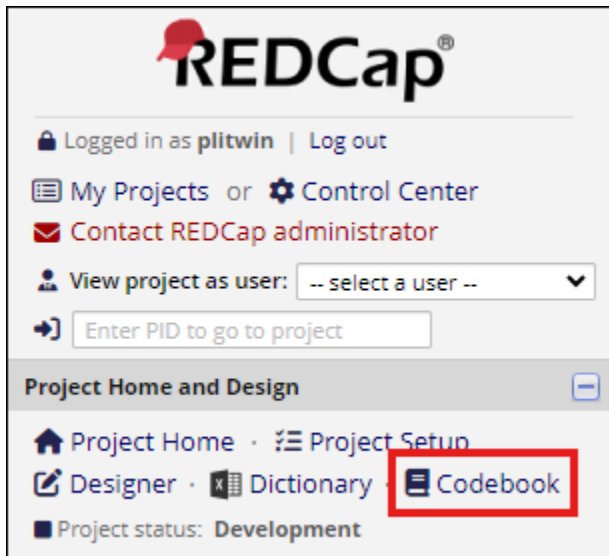 REDCap®
Logged in as plitwin | Log out
My Projects or Control Center
Contact REDCap administrator
View project as user: -- select a user --
Enter PID to go to project
Project Home and Design
Project Home · Project Setup
Designer · Dictionary · Codebook
Project status: Development